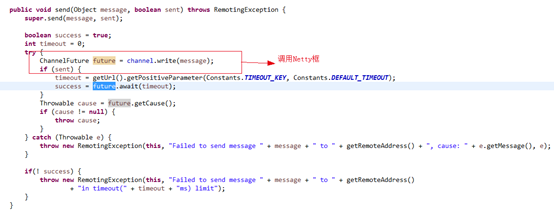 public void send(Object message, boolean sent) throws RemotingException {
super.send(message, sent);
boolean success = true;
int timeout = 0;
try {
ChannelFuture future = channel.write(message);
调用Netty框
if (sent) {
timeout = getUrl().getPositiveParameter(Constants.TIMEOUT_KEY, Constants.DEFAULT_TIMEOUT);
success = future.await(timeout);
}
Throwable cause = future.getCause();
if (cause != null) {
throw cause;
}
} catch (Throwable e) {
throw new RemotingException(this, "Failed to send message " + message + " to " + getRemoteAddress() + ", cause: " + e.getMessage(), e);
}
if(! success) {
throw new RemotingException(this, "Failed to send message " + message + " to " + getRemoteAddress()
+ "in timeout(" + timeout + "ms) limit");
}
}